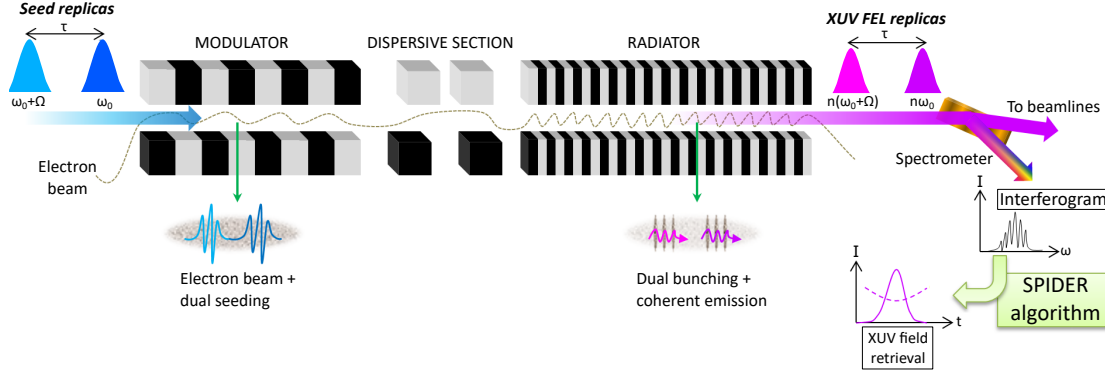 Seed replicas
τ
ω₀+Ω
ω₀
MODULATOR
DISPERSIVE SECTION
RADIATOR
XUV FEL replicas
τ
n(ω₀+Ω)
nω₀
To beamlines
Electron
beam
Spectrometer
I
Interferogram
ω
Electron beam +
dual seeding
Dual bunching +
coherent emission
I
t
XUV field
retrieval
SPIDER
algorithm